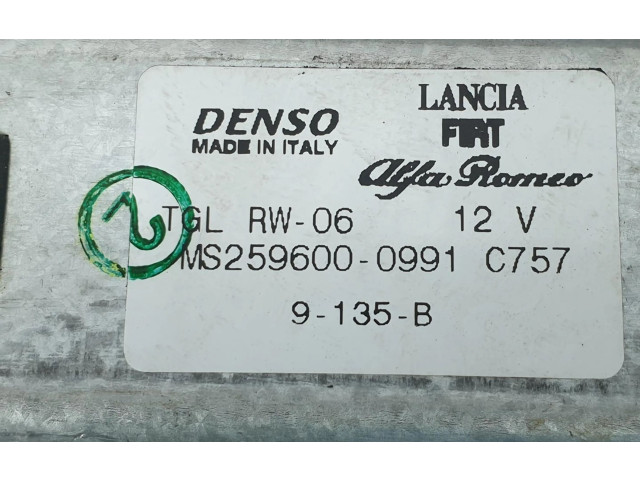 DENSO
MADE IN ITALY
LANCIA
FIAT
Alfa Romeo
TGL RW-06 12 V
MS259600-0991 C757
9-135-B